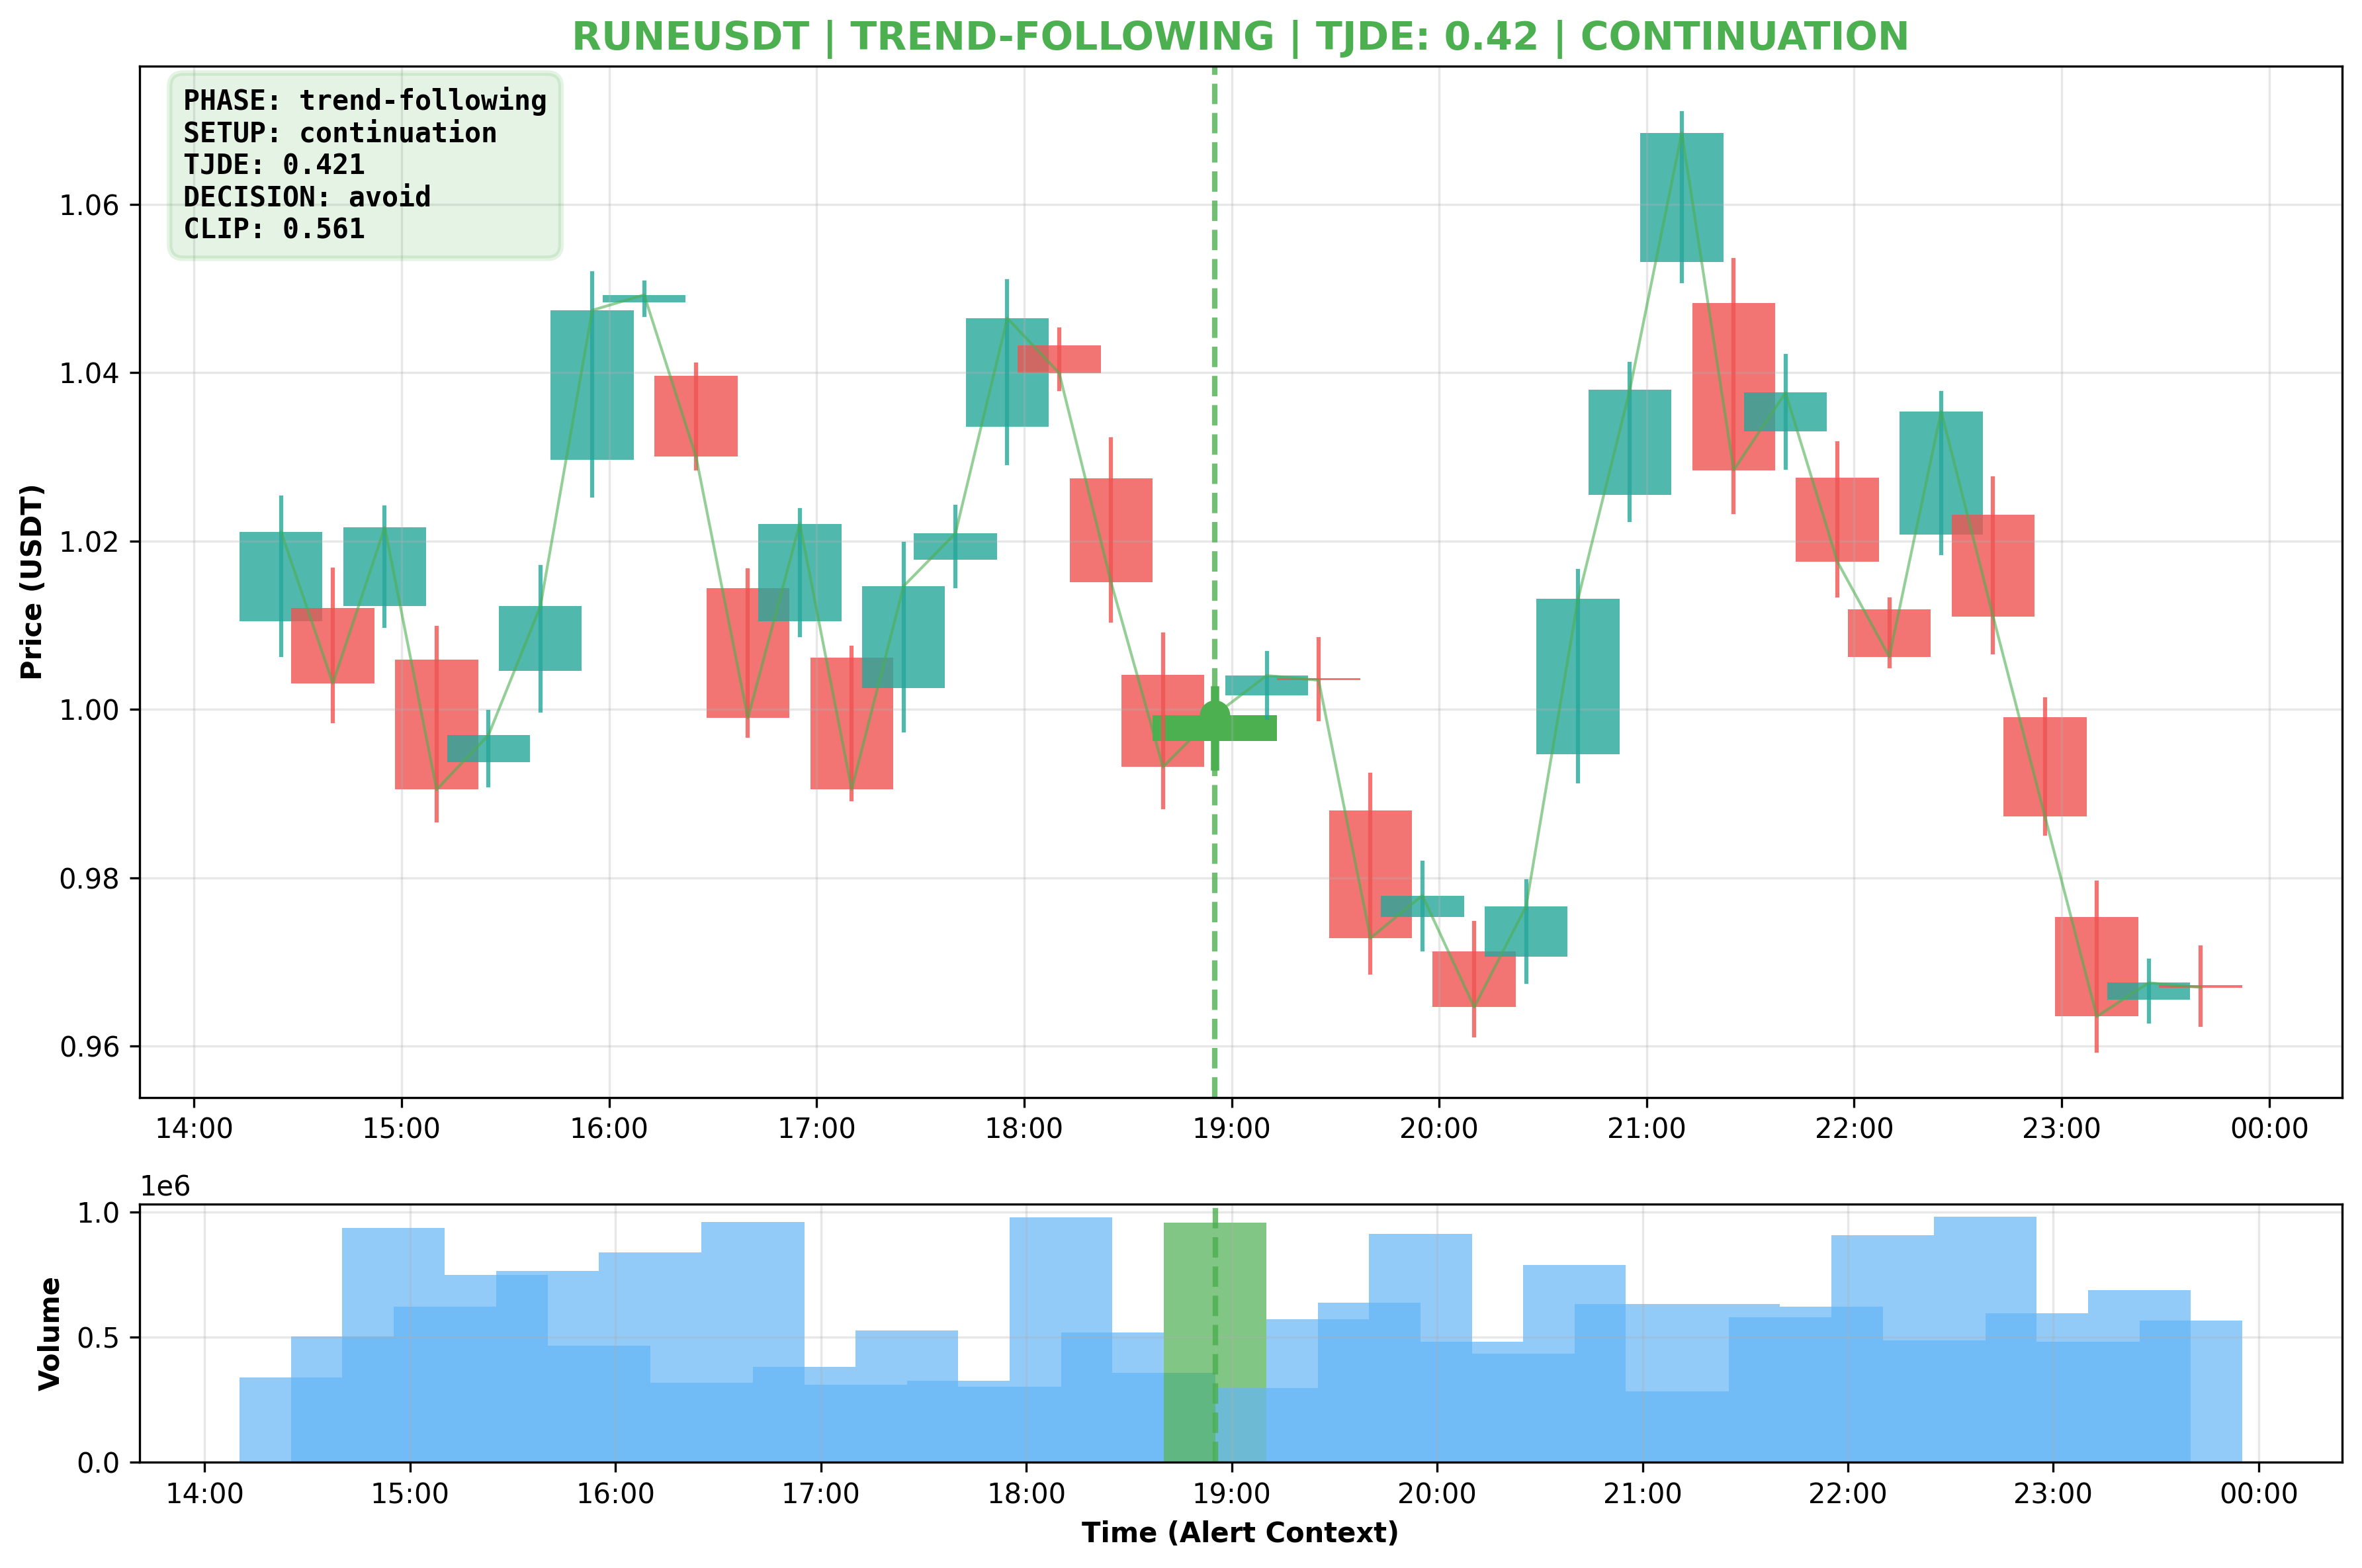 RUNEUSDT | TREND-FOLLOWING | TJDE: 0.42 | CONTINUATION
PHASE: trend-following
SETUP: continuation
TJDE: 0.421
DECISION: avoid
CLIP: 0.561
Price (USDT)
1.06
1.04
1.02
1.00
0.98
0.96
14:00 15:00 16:00 17:00 18:00 19:00 20:00 21:00 22:00 23:00 00:00
1e6
Volume
1.0
0.5
0.0
14:00 15:00 16:00 17:00 18:00 19:00 20:00 21:00 22:00 23:00 00:00
Time (Alert Context)